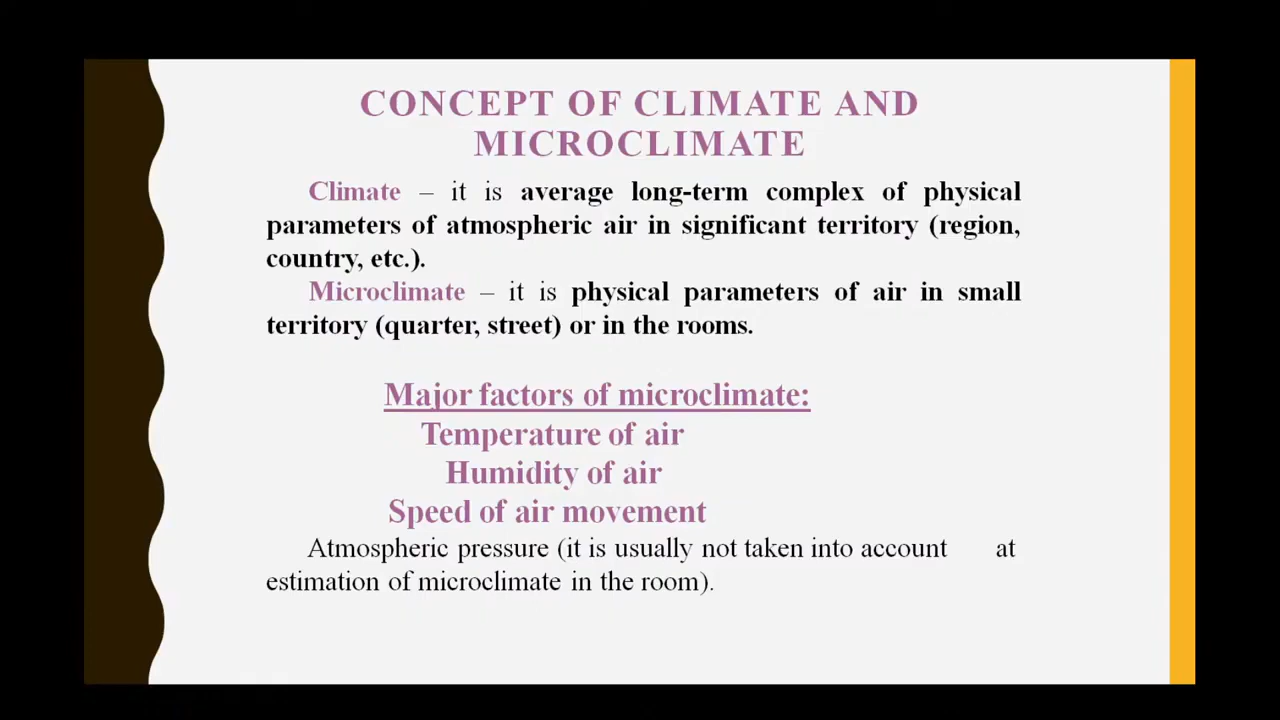 CONCEPT OF CLIMATE AND
MICROCLIMATE
Climate – it is average long-term complex of physical
parameters of atmospheric air in significant territory (region,
country, etc.).
Microclimate – it is physical parameters of air in small
territory (quarter, street) or in the rooms.
Major factors of microclimate:
Temperature of air
Humidity of air
Speed of air movement
Atmospheric pressure (it is usually not taken into account at
estimation of microclimate in the room).